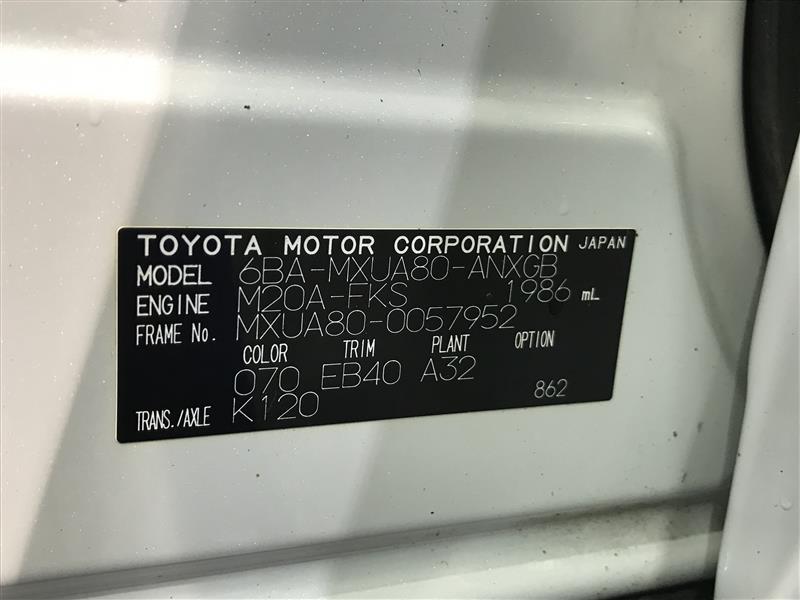 TOYOTA MOTOR CORPORATION JAPAN
MODEL 6BA-MXUA80-ANXGB
ENGINE M20A-FKS 1986 mL
FRAME No. MXUA80-0057952
COLOR TRIM PLANT OPTION
070 EB40 A32
TRANS./AXLE K120 862